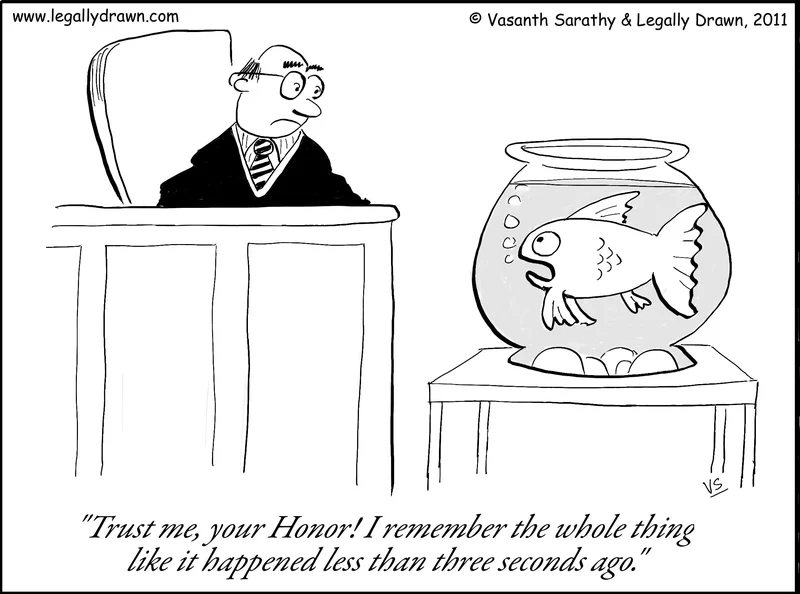 www.legallydrawn.com
© Vasanth Sarathy & Legally Drawn, 2011
VS
"Trust me, your Honor! I remember the whole thing
like it happened less than three seconds ago."